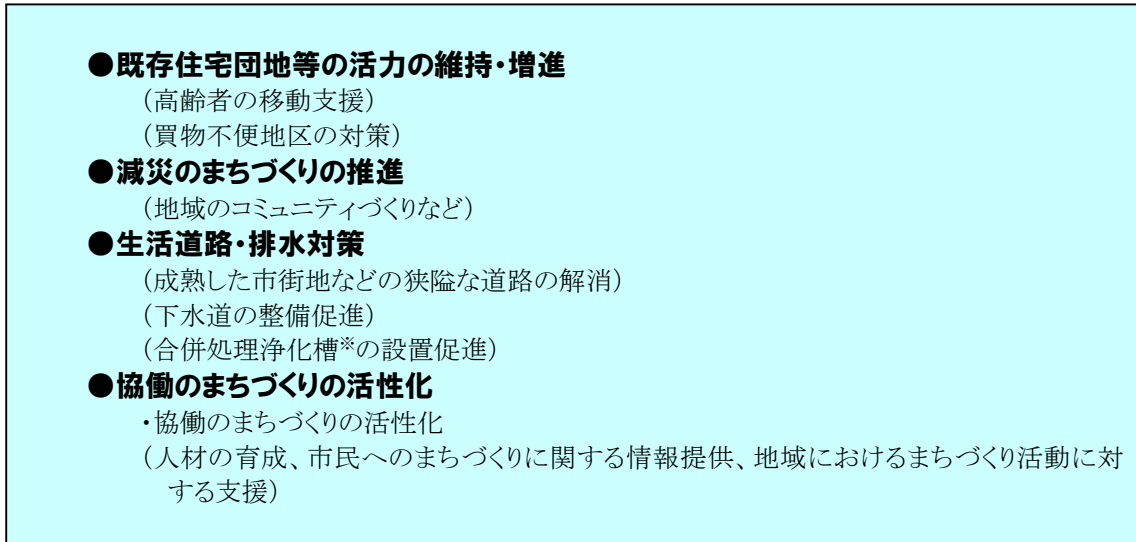 ●既存住宅団地等の活力の維持・増進
（高齢者の移動支援）
（買物不便地区の対策）
●減災のまちづくりの推進
（地域のコミュニティづくりなど）
●生活道路・排水対策
（成熟した市街地などの狭隘な道路の解消）
（下水道の整備促進）
（合併処理浄化槽※の設置促進）
●協働のまちづくりの活性化
・協働のまちづくりの活性化
（人材の育成、市民へのまちづくりに関する情報提供、地域におけるまちづくり活動に対
する支援）